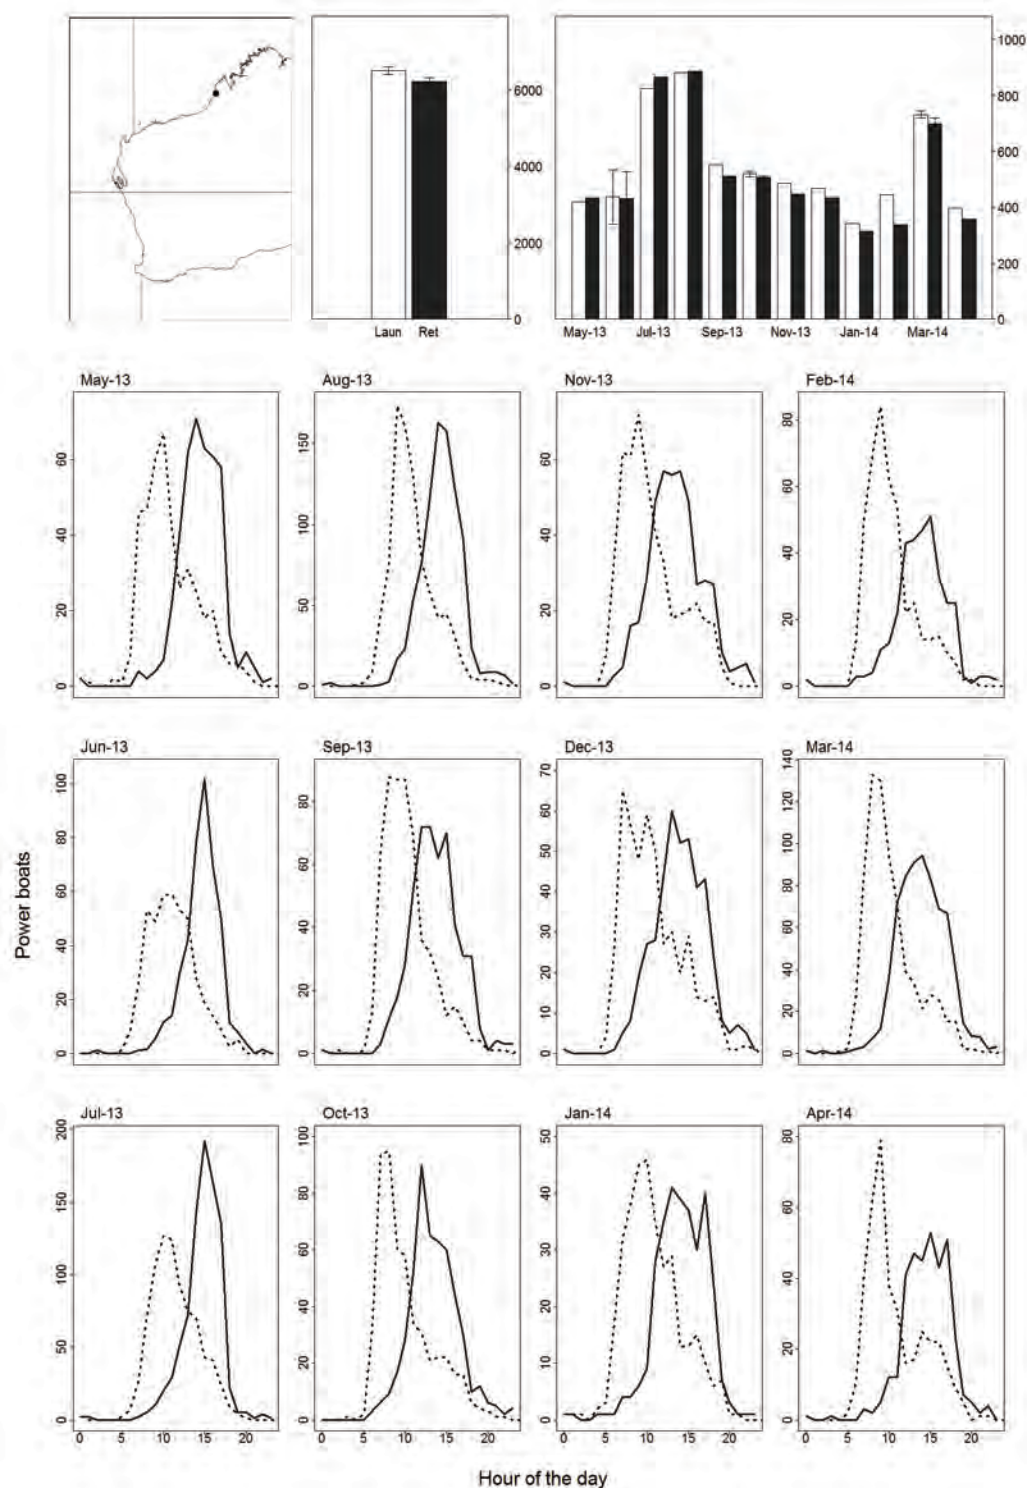 6000
4000
2000
0
Laun Ret
1000
800
600
400
200
0
May-13 Jul-13 Sep-13 Nov-13 Jan-14 Mar-14
May-13
0 20 40 60
Aug-13
0 50 100 150
Nov-13
0 20 40 60
Feb-14
0 20 40 60 80
Jun-13
0 20 40 60 80 100
Sep-13
0 20 40 60 80
Dec-13
0 10 20 30 40 50 60 70
Mar-14
0 20 40 60 80 100 120 140
Jul-13
0 50 100 150 200
Oct-13
0 20 40 60 80 100
Jan-14
0 10 20 30 40 50
Apr-14
0 20 40 60 80
0 5 10 15 20
0 5 10 15 20
0 5 10 15 20
0 5 10 15 20
Power boats
Hour of the day